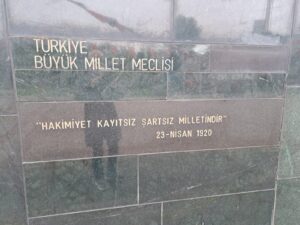 TÜRKİYE
BÜYÜK MİLLET MECLİSİ
"HAKİMİYET KAYITSIZ ŞARTSIZ MİLLETİNDİR"
23-NİSAN 1920